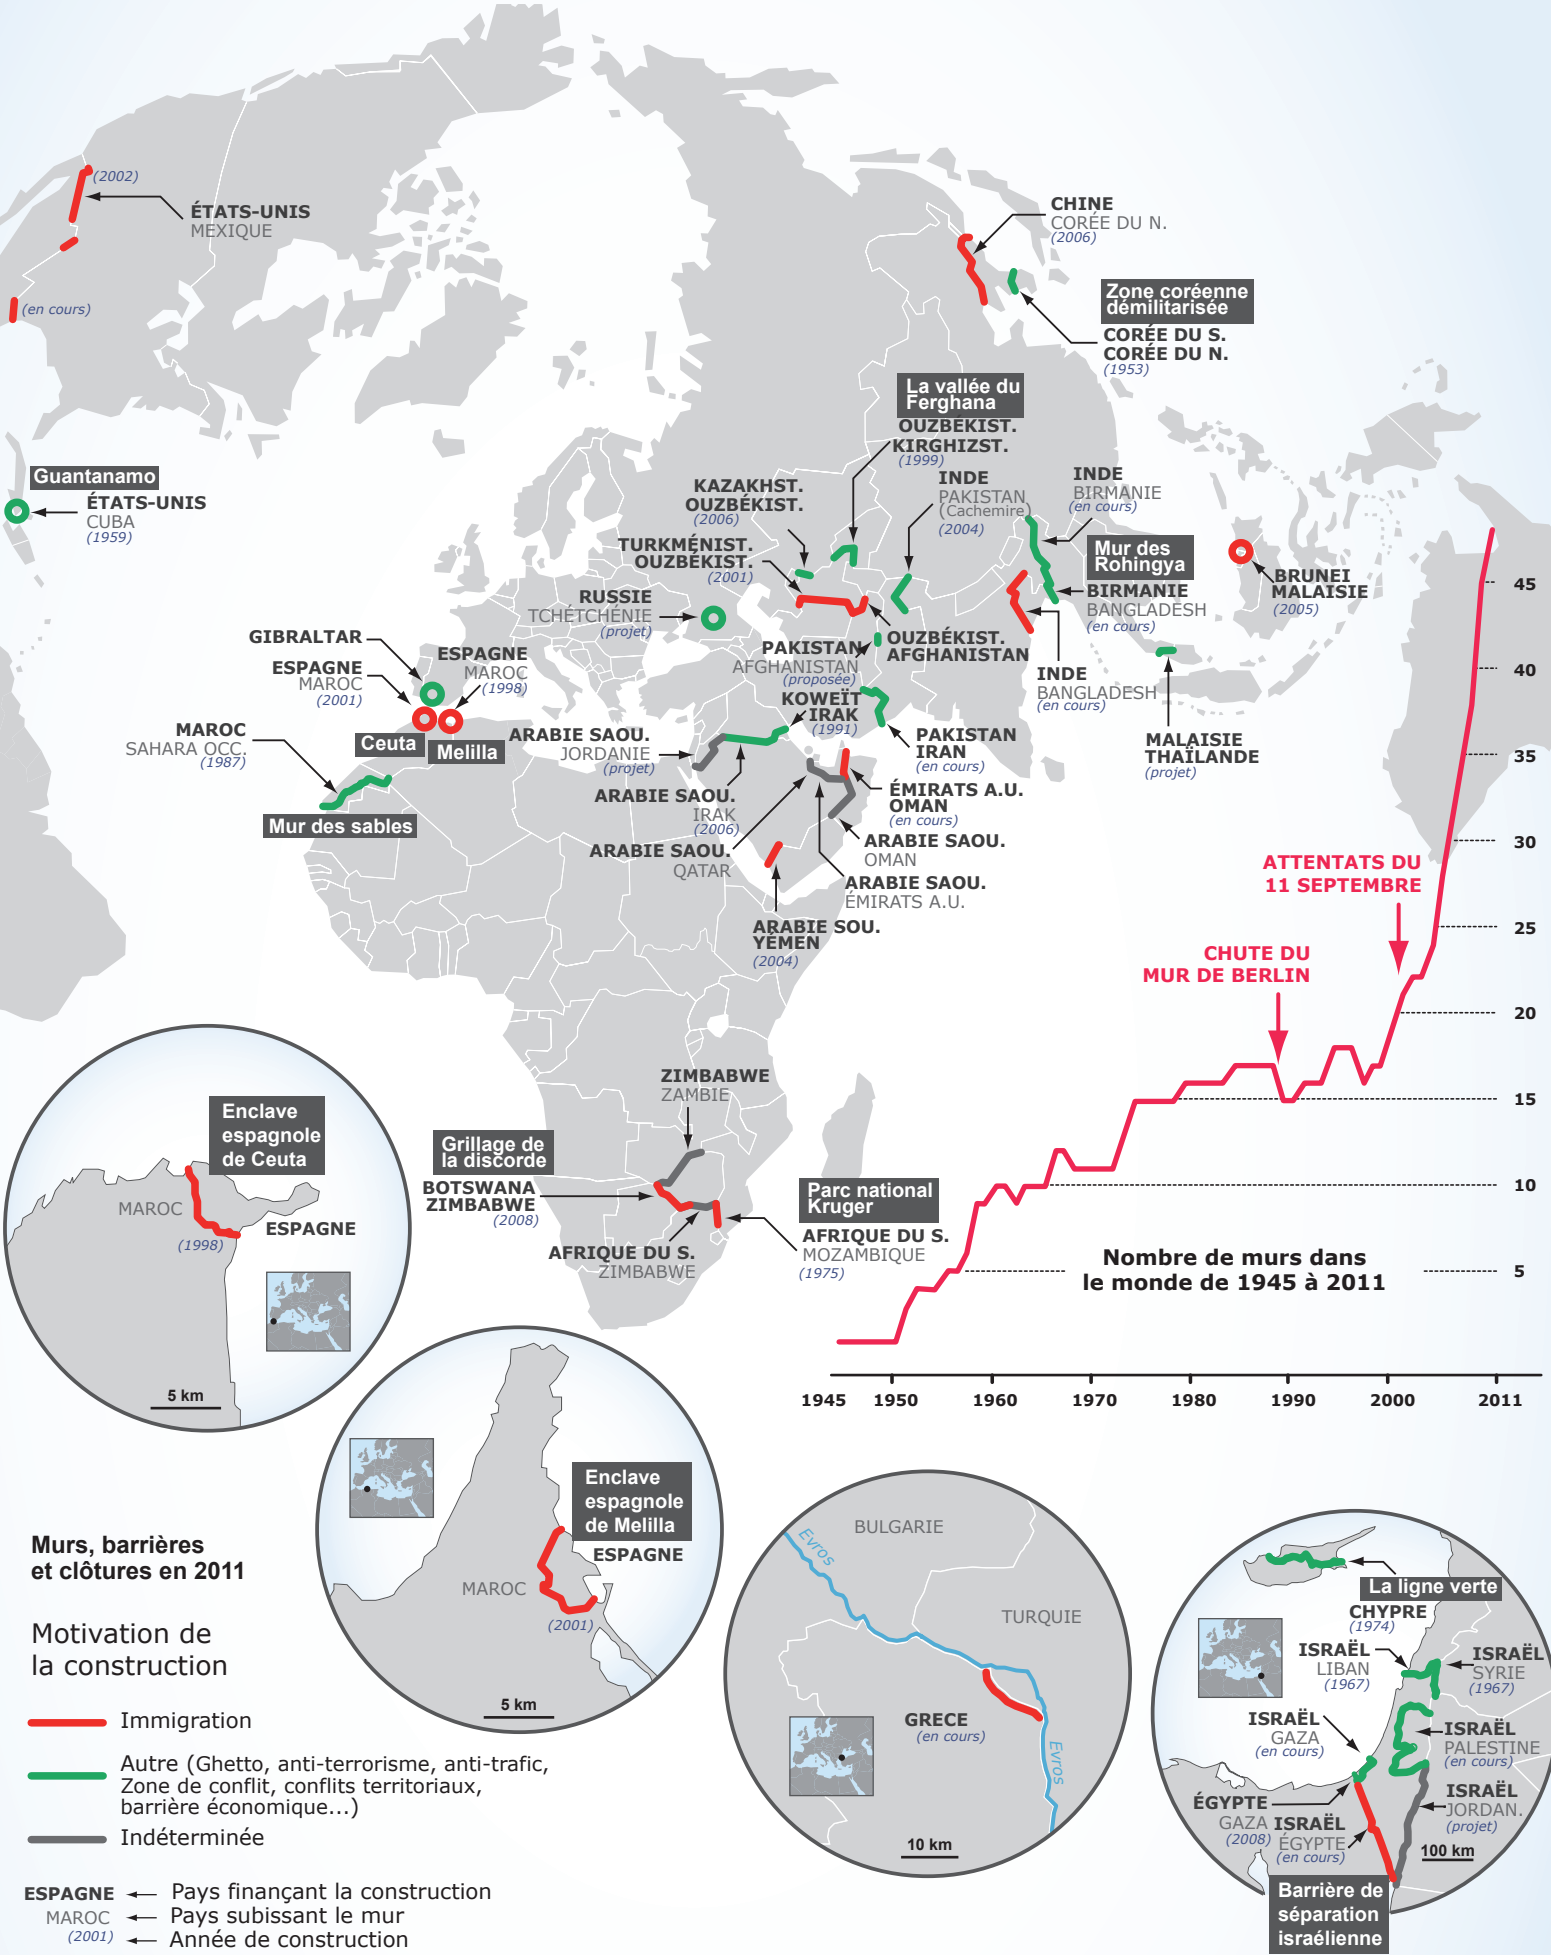 (2002)
ÉTATS-UNIS
MEXIQUE
(en cours)
CHINE
CORÉE DU N.
(2006)
Zone coréenne
démilitarisée
CORÉE DU S.
CORÉE DU N.
(1953)
La vallée du
Ferghana
OUZBÉKIST.
KIRGHIZST.
(1999)
Guantanamo
ÉTATS-UNIS
CUBA
(1959)
KAZAKHST.
OUZBÉKIST.
(2006)
INDE
PAKISTAN
(Cachemire)
(2004)
INDE
BIRMANIE
(en cours)
TURKMÉNIST.
OUZBÉKIST.
(2001)
Mur des
Rohingya
BIRMANIE
BANGLADESH
(en cours)
BRUNEI
MALAISIE
(2005)
RUSSIE
TCHÉTCHÉNIE
(projet)
OUZBÉKIST.
AFGHANISTAN
PAKISTAN
AFGHANISTAN
(proposée)
INDE
BANGLADESH
(en cours)
GIBRALTAR
ESPAGNE
MAROC
(2001)
ESPAGNE
MAROC
(1998)
Ceuta
Melilla
MAROC
SAHARA OCC.
(1987)
Mur des sables
KOWEÏT
IRAK
(1991)
ARABIE SAOU.
JORDANIE
(projet)
PAKISTAN
IRAN
(en cours)
MALAISIE
THAÏLANDE
(projet)
ARABIE SAOU.
IRAK
(2006)
ÉMIRATS A.U.
OMAN
(en cours)
ARABIE SAOU.
QATAR
ARABIE SAOU.
OMAN
ARABIE SAOU.
ÉMIRATS A.U.
ARABIE SOU.
YÉMEN
(2004)
ZIMBABWE
ZAMBIE
Grillage de
la discorde
BOTSWANA
ZIMBABWE
(2008)
AFRIQUE DU S.
ZIMBABWE
Parc national
Kruger
AFRIQUE DU S.
MOZAMBIQUE
(1975)
ATTENTATS DU
11 SEPTEMBRE
CHUTE DU
MUR DE BERLIN
45
40
35
30
25
20
15
10
5
Nombre de murs dans
le monde de 1945 à 2011
1945 1950 1960 1970 1980 1990 2000 2011
Enclave
espagnole
de Ceuta
MAROC
ESPAGNE
(1998)
5 km
Enclave
espagnole
de Melilla
ESPAGNE
MAROC
(2001)
5 km
Evros
BULGARIE
TURQUIE
GRECE
(en cours)
Evros
10 km
La ligne verte
CHYPRE
(1974)
ISRAËL
LIBAN
(1967)
ISRAËL
SYRIE
(1967)
ISRAËL
GAZA
(en cours)
ISRAËL
PALESTINE
(en cours)
ÉGYPTE
GAZA
(2008)
ISRAËL
ÉGYPTE
(en cours)
ISRAËL
JORDAN.
(projet)
100 km
Barrière de
séparation
israélienne
Murs, barrières
et clôtures en 2011
Motivation de
la construction
Immigration
Autre (Ghetto, anti-terrorisme, anti-trafic,
Zone de conflit, conflits territoriaux,
barrière économique...)
Indéterminée
ESPAGNE Pays finançant la construction
MAROC Pays subissant le mur
(2001) Année de construction